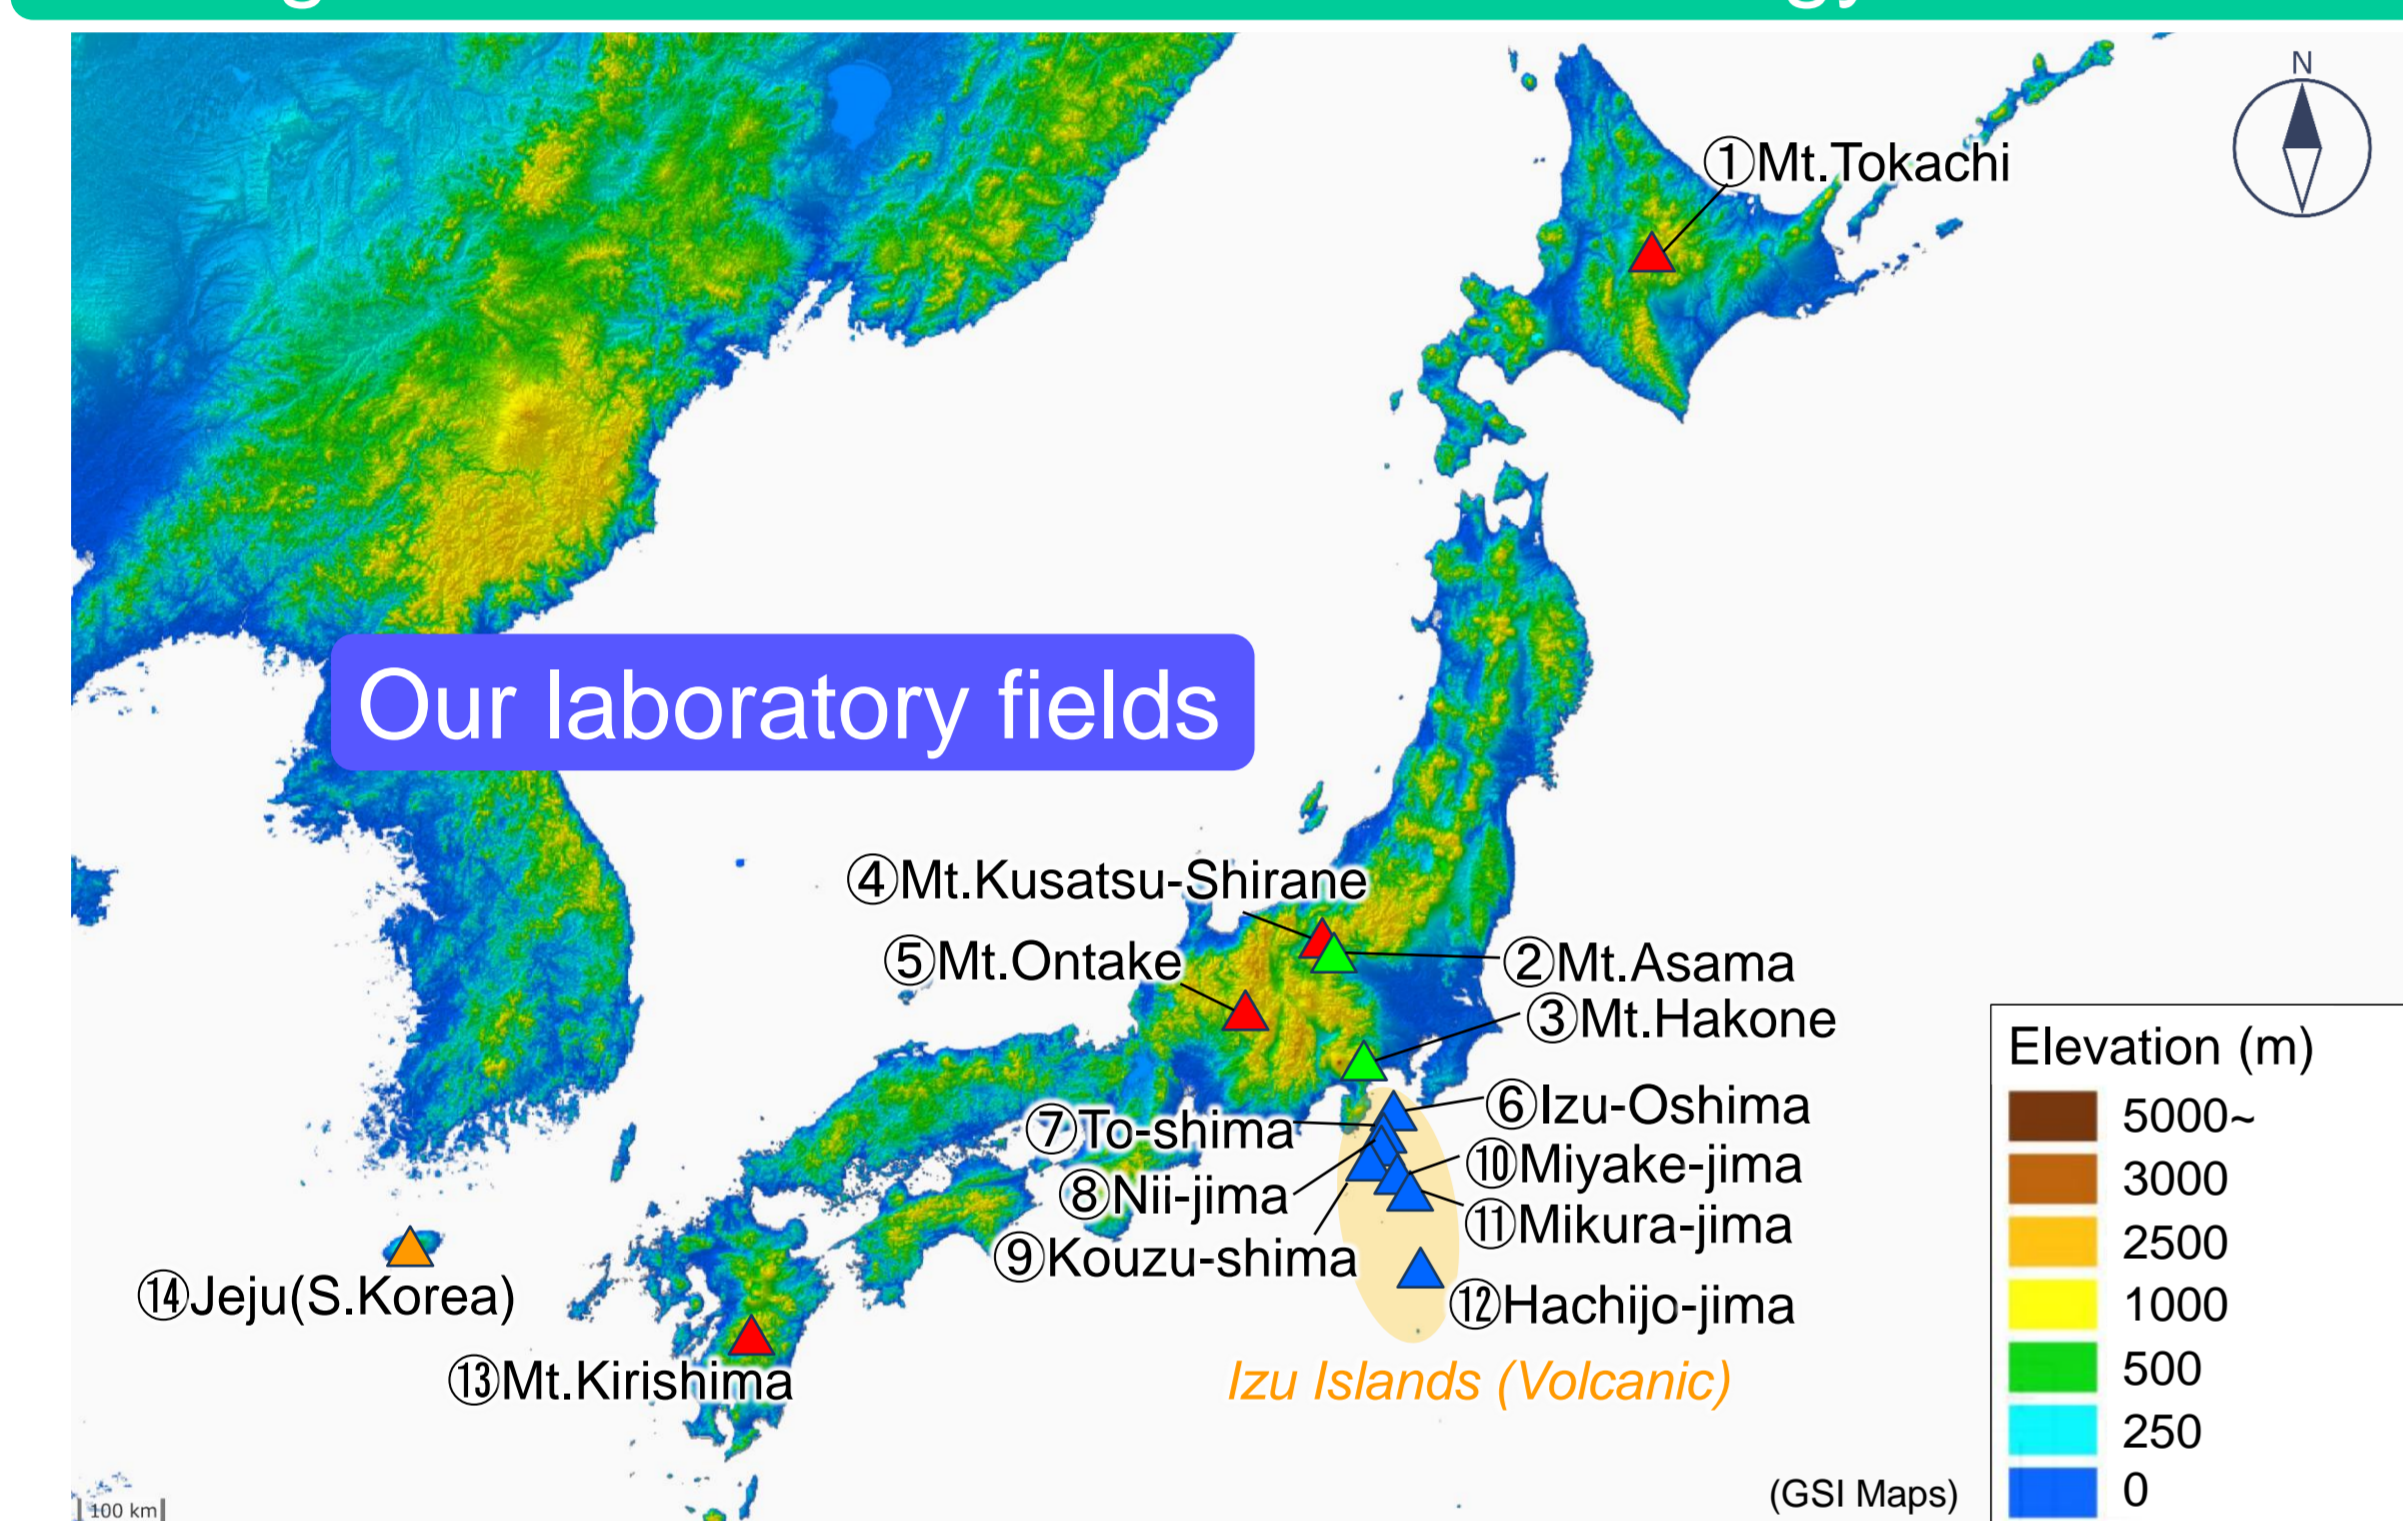 N
①Mt.Tokachi
Our laboratory fields
④Mt.Kusatsu-Shirane
⑤Mt.Ontake
②Mt.Asama
③Mt.Hakone
⑥Izu-Oshima
⑦To-shima
⑩Miyake-jima
⑧Nii-jima
⑪Mikura-jima
⑨Kouzu-shima
⑫Hachijo-jima
⑭Jeju(S.Korea)
⑬Mt.Kirishima
Izu Islands (Volcanic)
Elevation (m)
5000~
3000
2500
1000
500
250
0
(GSI Maps)
100 km